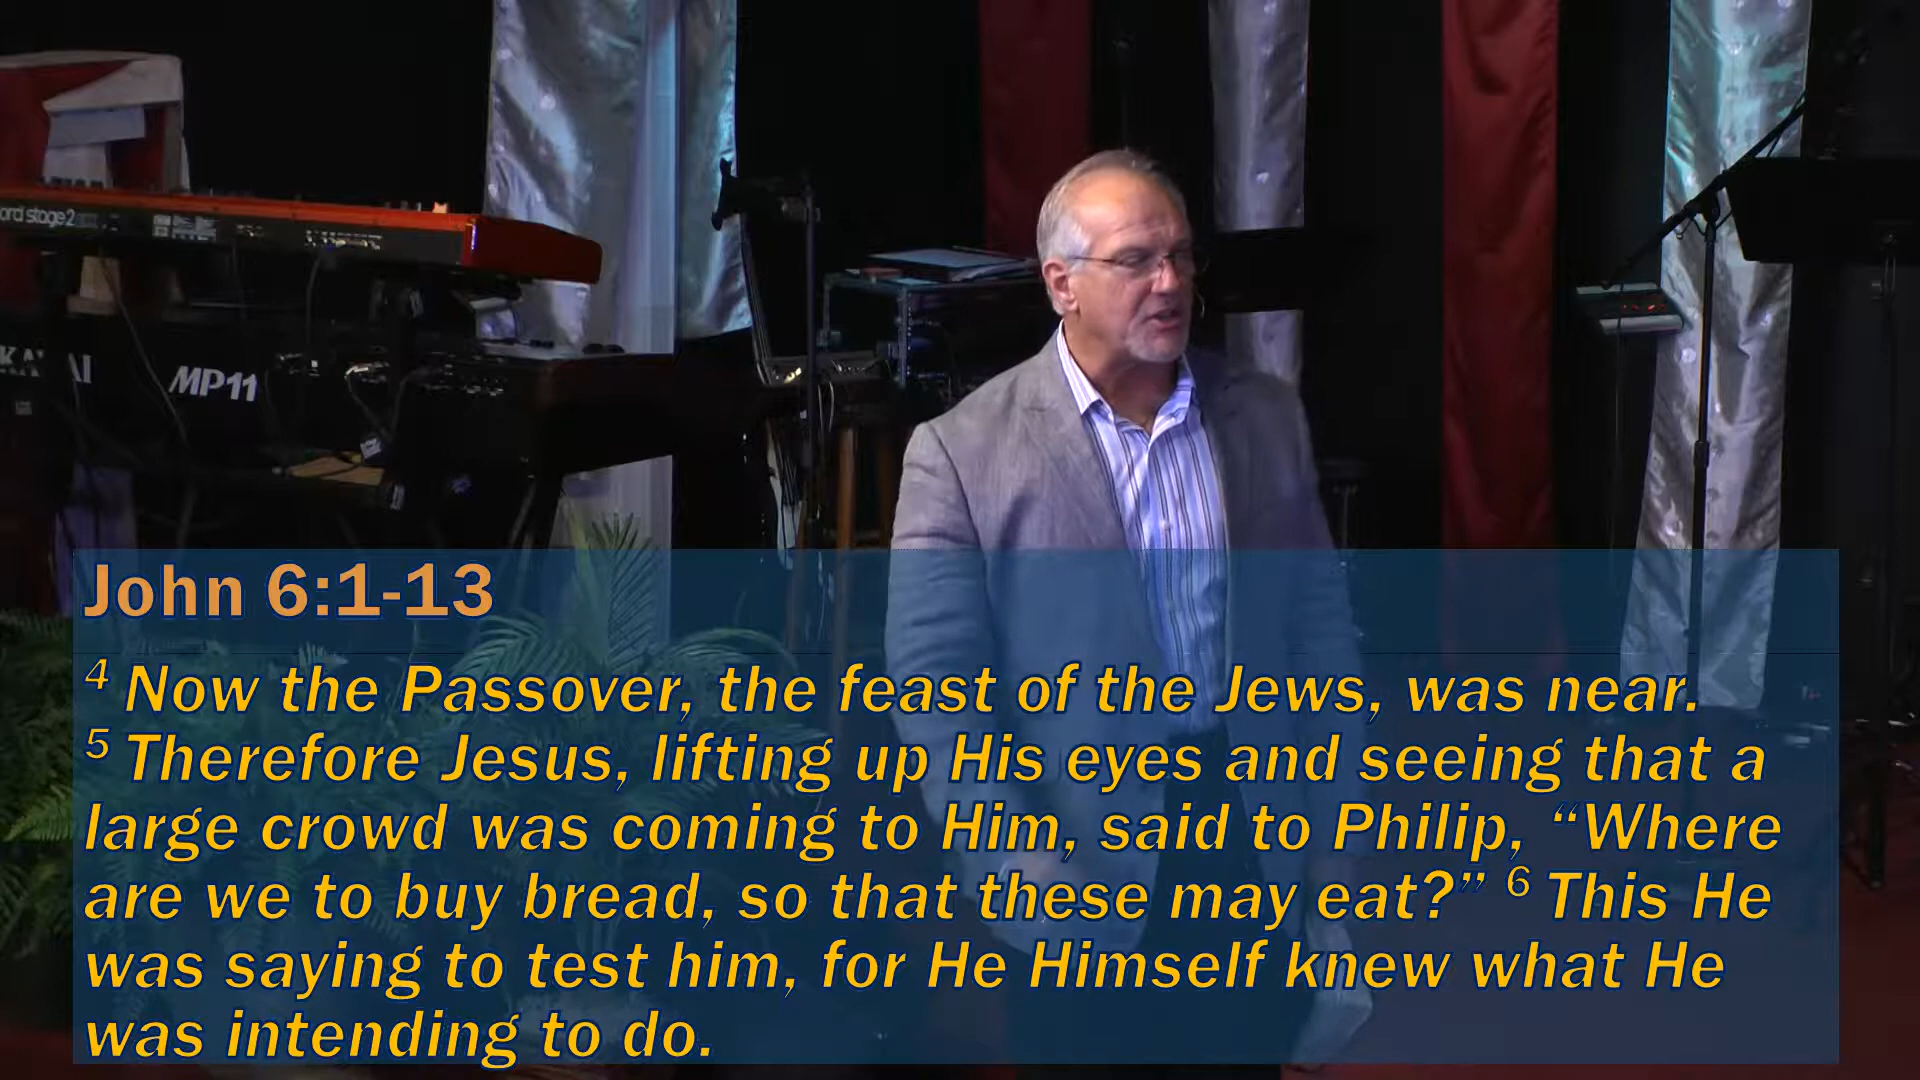 ord stage 2
MP11
John 6:1-13
4 Now the Passover, the feast of the Jews, was near.
5 Therefore Jesus, lifting up His eyes and seeing that a
large crowd was coming to Him, said to Philip, “Where
are we to buy bread, so that these may eat?” 6 This He
was saying to test him, for He Himself knew what He
was intending to do.